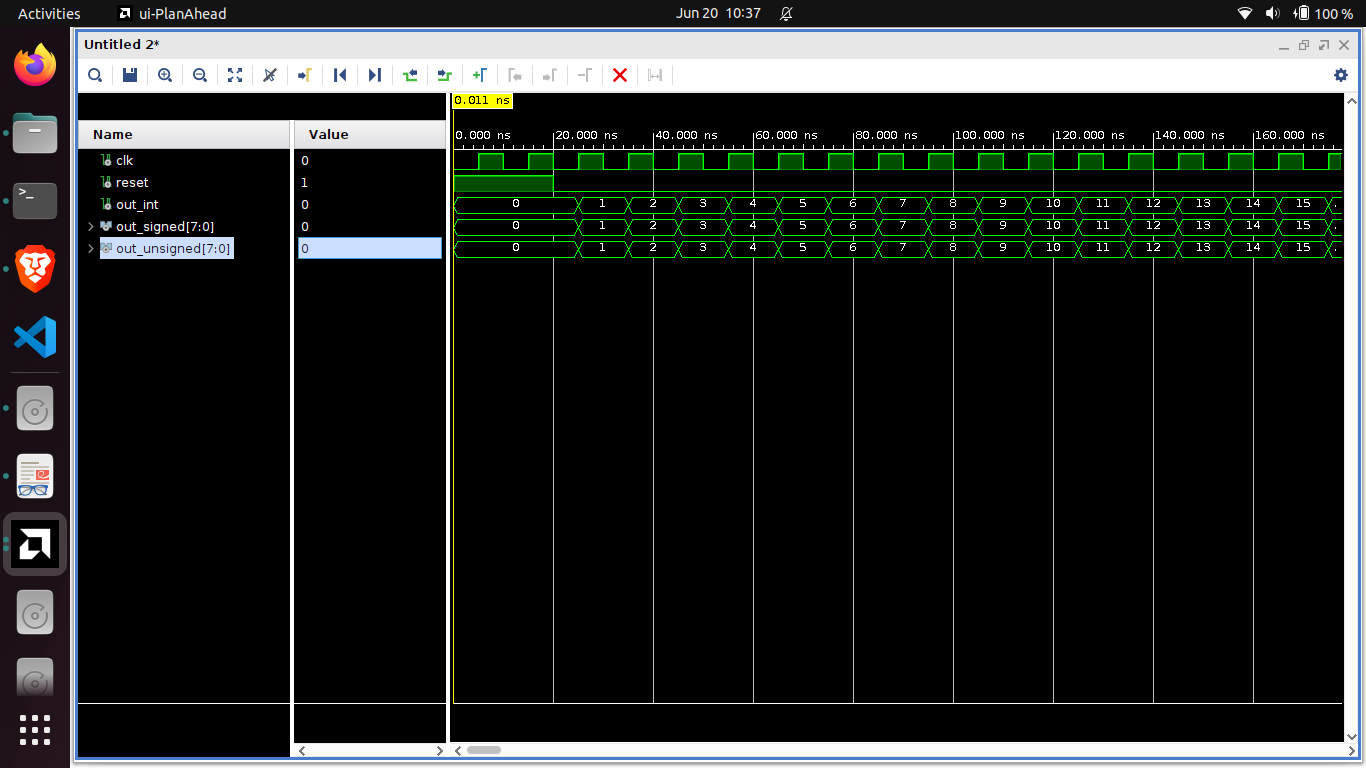 Activities ui-PlanAhead Jun 20 10:37 100 %
Untitled 2*
0.011 ns
Name Value
0.000 ns 20.000 ns 40.000 ns 60.000 ns 80.000 ns 100.000 ns 120.000 ns 140.000 ns 160.000 ns
clk 0
reset 1
out_int 0 0 1 2 3 4 5 6 7 8 9 10 11 12 13 14 15 .
out_signed[7:0] 0 0 1 2 3 4 5 6 7 8 9 10 11 12 13 14 15 .
out_unsigned[7:0] 0 0 1 2 3 4 5 6 7 8 9 10 11 12 13 14 15 .